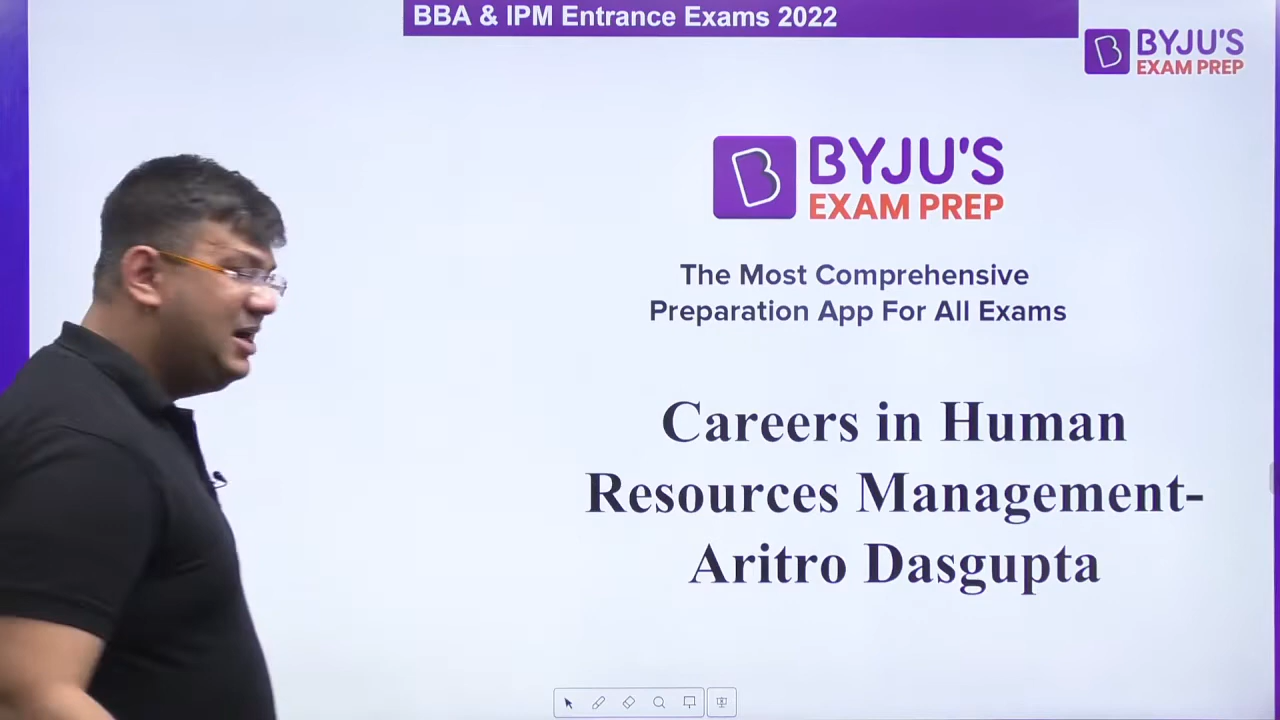 BBA & IPM Entrance Exams 2022
BYJU'S
EXAM PREP
BYJU'S
EXAM PREP
The Most Comprehensive
Preparation App For All Exams
Careers in Human
Resources Management-
Aritro Dasgupta